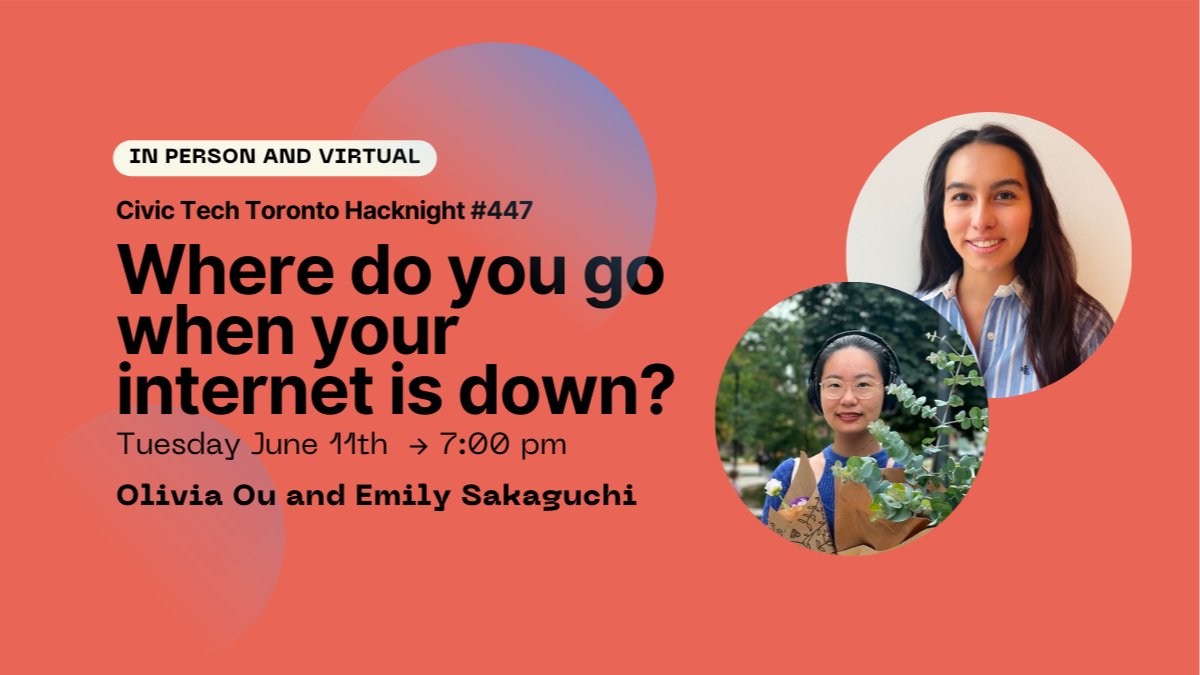 IN PERSON AND VIRTUAL
Civic Tech Toronto Hacknight #447
Where do you go
when your
internet is down?
Tuesday June 11th → 7:00 pm
Olivia Ou and Emily Sakaguchi